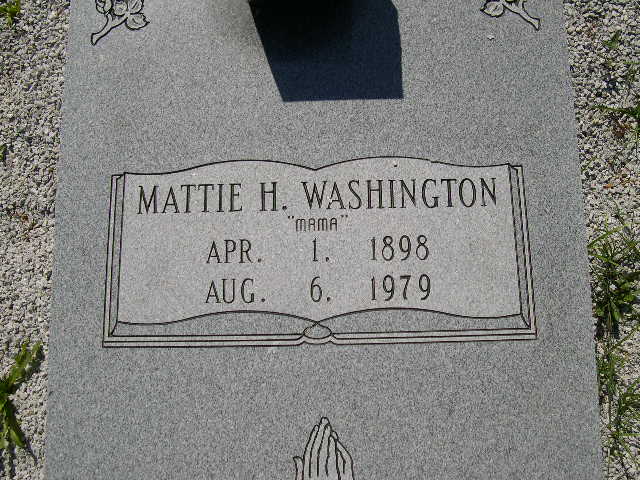 MATTIE H. WASHINGTON
"MAMA"
APR. 1. 1898
AUG. 6. 1979